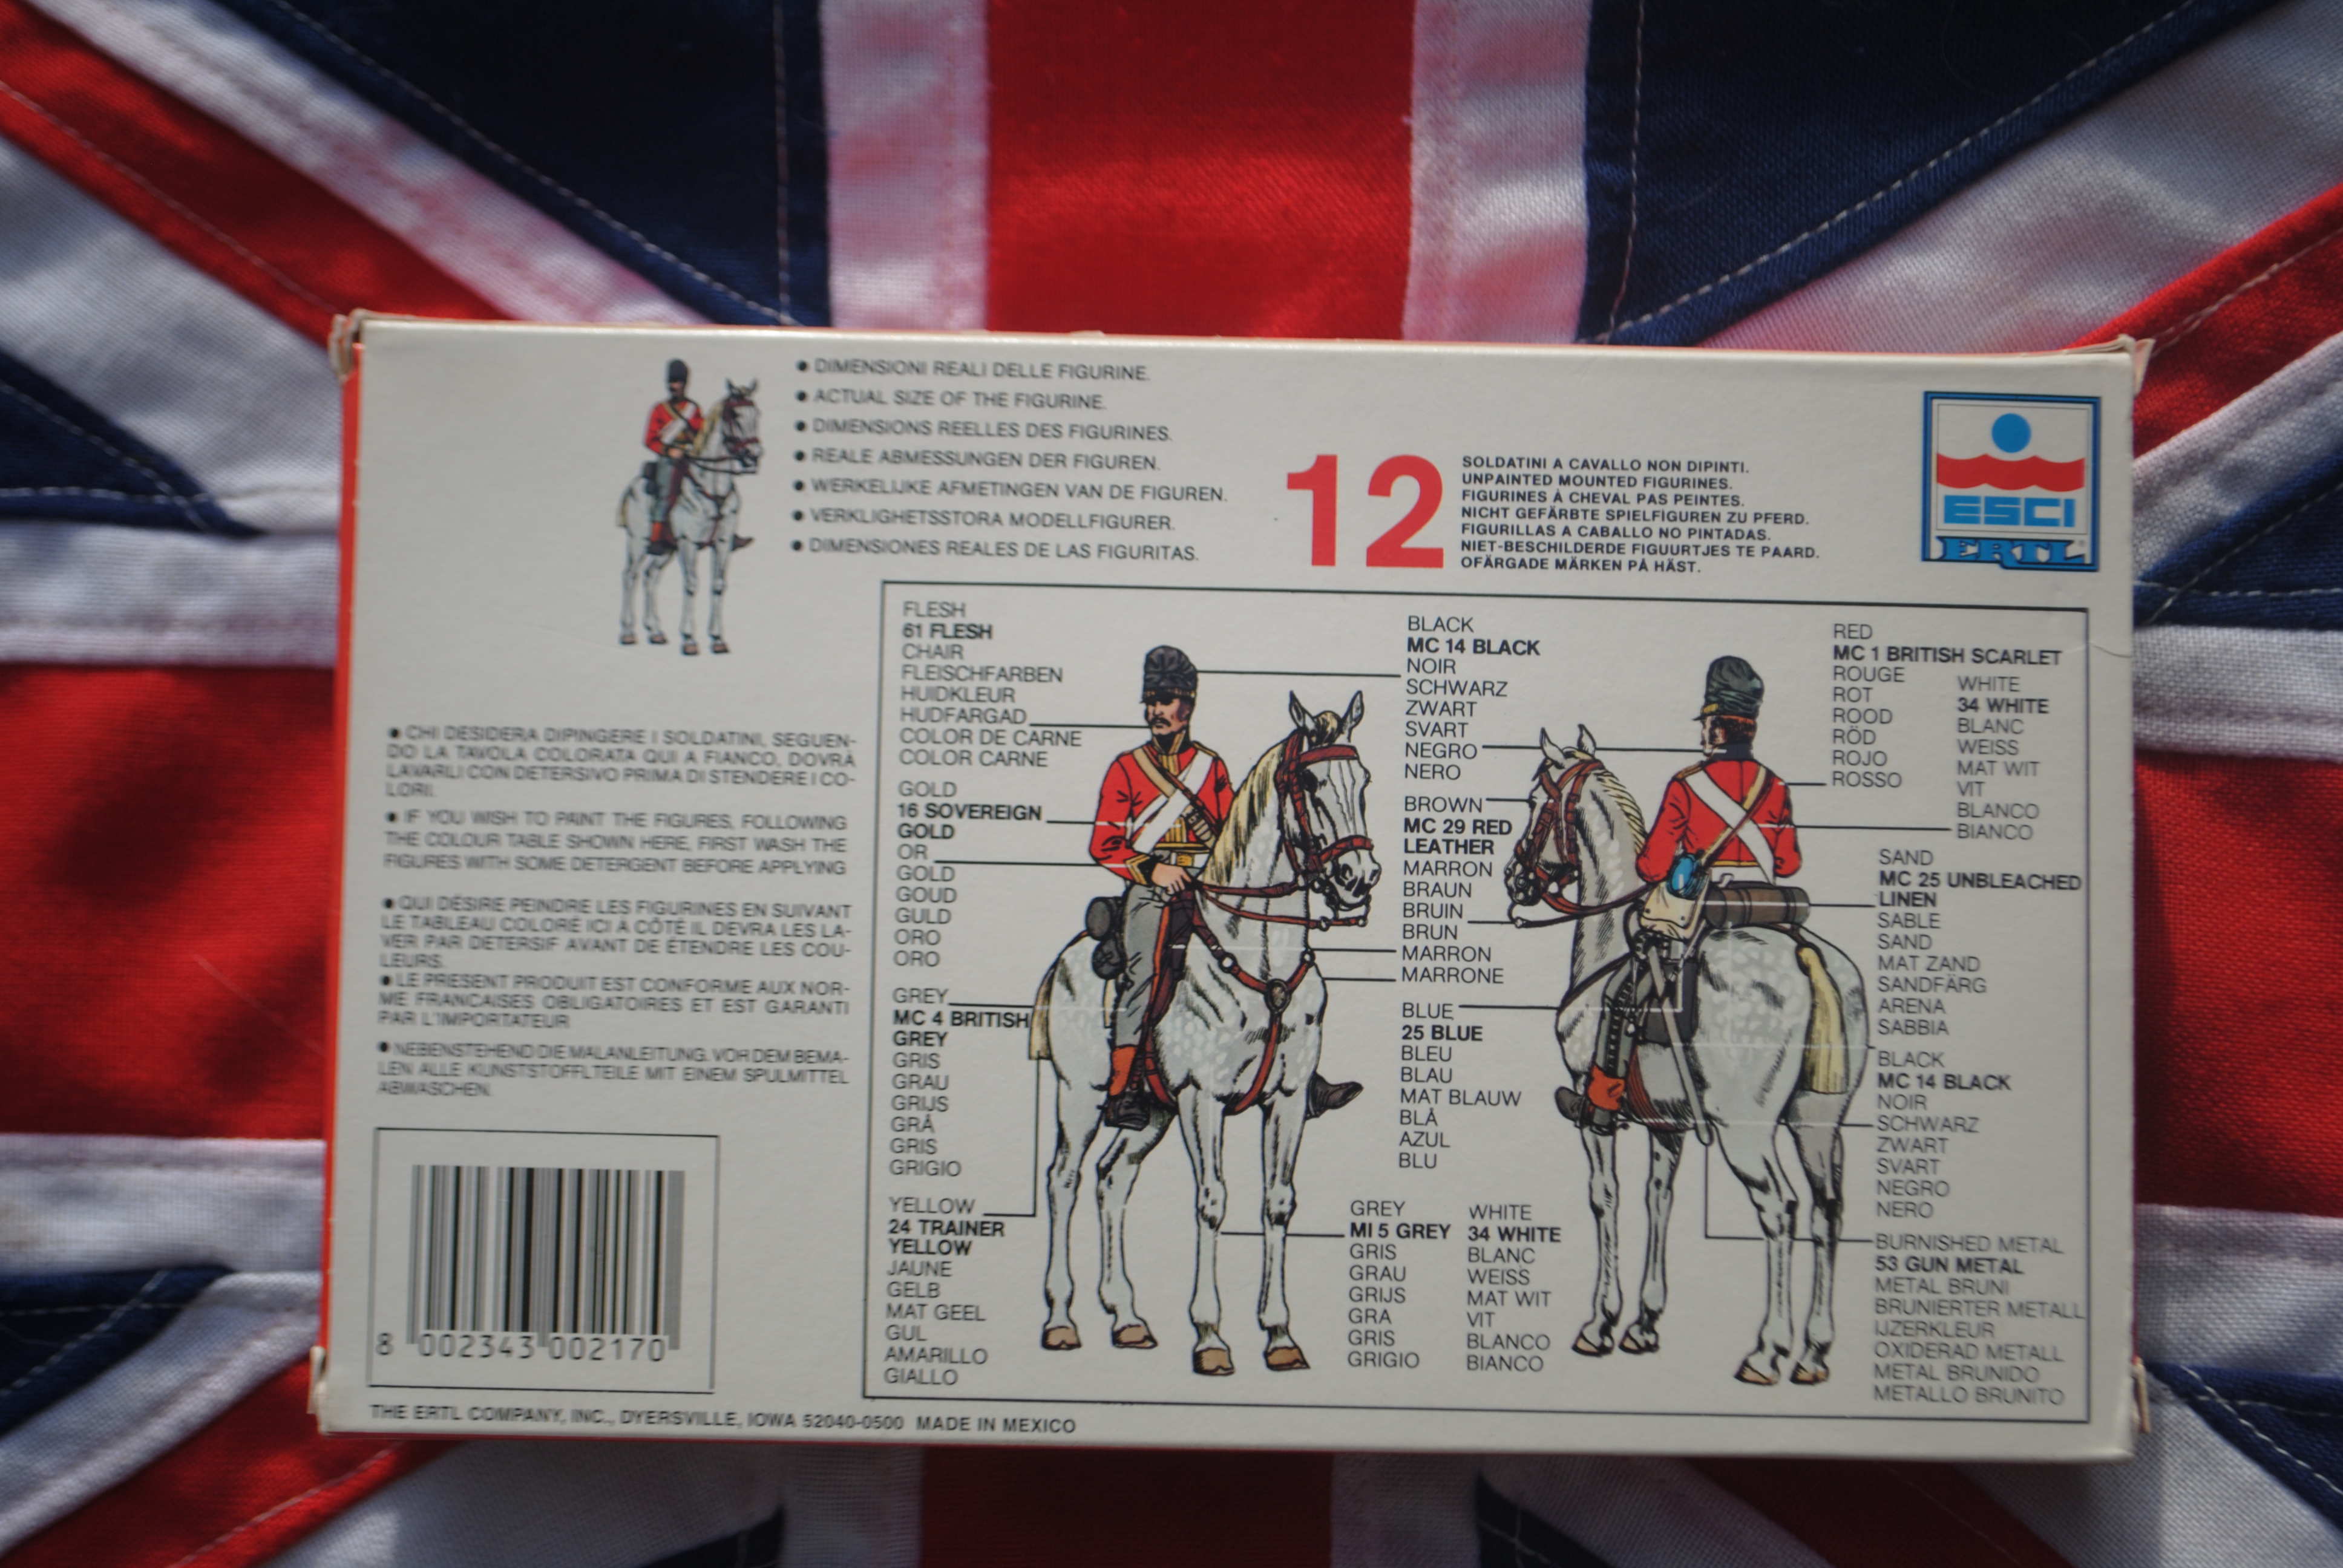 • DIMENSIONI REALI DELLE FIGURINE.
• ACTUAL SIZE OF THE FIGURINE.
• DIMENSIONS REELLES DES FIGURINES.
• REALE ABMESSUNGEN DER FIGUREN.
• WERKELIJKE AFMETINGEN VAN DE FIGUREN.
• VERKLIGHETSSTORA MODELLFIGURER.
• DIMENSIONES REALES DE LAS FIGURITAS.
12
SOLDATINI A CAVALLO NON DIPINTI.
UNPAINTED MOUNTED FIGURINES.
FIGURINES À CHEVAL PAS PEINTES.
NICHT GEFÄRBTE SPIELFIGUREN ZU PFERD.
FIGURILLAS A CABALLO NO PINTADAS.
NIET-BESCHILDERDE FIGUURTJES TE PAARD.
OFÄRGADE MÄRKEN PÅ HÄST.
ESCI
ERTL
• CHI DESIDERA DIPINGERE I SOLDATINI, SEGUEN-
DO LA TAVOLA COLORATA QUI A FIANCO, DOVRA
LAVARLI CON DETERSIVO PRIMA DI STENDERE I CO-
LORI.
• IF YOU WISH TO PAINT THE FIGURES, FOLLOWING
THE COLOUR TABLE SHOWN HERE, FIRST WASH THE
FIGURES WITH SOME DETERGENT BEFORE APPLYING
• QUI DÉSIRE PEINDRE LES FIGURINES EN SUIVANT
LE TABLEAU COLORÉ ICI A CÔTÉ IL DEVRA LES LA-
VER PAR DETERSIF AVANT DE ÉTENDRE LES COU-
LEURS.
• LE PRESENT PRODUIT EST CONFORME AUX NOR-
ME FRANCAISES OBLIGATOIRES ET EST GARANTI
PAR L'IMPORTATEUR
• NEBENSTEHEND DIE MALANLEITUNG. VOR DEM BEMA-
LEN ALLE KUNSTSTOFFLTEILE MIT EINEM SPULMITTEL
ABWASCHEN.
8 002343 002170
THE ERTL COMPANY, INC., DYERSVILLE, IOWA 52040-0500 MADE IN MEXICO
FLESH
61 FLESH
CHAIR
FLEISCHFARBEN
HUIDKLEUR
HUDFARGAD
COLOR DE CARNE
COLOR CARNE
GOLD
16 SOVEREIGN
GOLD
OR
GOLD
GOUD
GULD
ORO
ORO
GREY
MC 4 BRITISH
GREY
GRIS
GRAU
GRIJS
GRÅ
GRIS
GRIGIO
YELLOW
24 TRAINER
YELLOW
JAUNE
GELB
MAT GEEL
GUL
AMARILLO
GIALLO
BLACK
MC 14 BLACK
NOIR
SCHWARZ
ZWART
SVART
NEGRO
NERO
BROWN
MC 29 RED
LEATHER
MARRON
BRAUN
BRUIN
BRUN
MARRON
MARRONE
BLUE
25 BLUE
BLEU
BLAU
MAT BLAUW
BLÅ
AZUL
BLU
GREY
MI 5 GREY
GRIS
GRAU
GRIJS
GRA
GRIS
GRIGIO
WHITE
34 WHITE
BLANC
WEISS
MAT WIT
VIT
BLANCO
BIANCO
RED
MC 1 BRITISH SCARLET
ROUGE
ROT
ROOD
RÖD
ROJO
ROSSO
WHITE
34 WHITE
BLANC
WEISS
MAT WIT
VIT
BLANCO
BIANCO
SAND
MC 25 UNBLEACHED
LINEN
SABLE
SAND
MAT ZAND
SANDFÄRG
ARENA
SABBIA
BLACK
MC 14 BLACK
NOIR
SCHWARZ
ZWART
SVART
NEGRO
NERO
BURNISHED METAL
53 GUN METAL
METAL BRUNI
BRUNIERTER METALL
IJZERKLEUR
OXIDERAD METALL
METAL BRUNIDO
METALLO BRUNITO